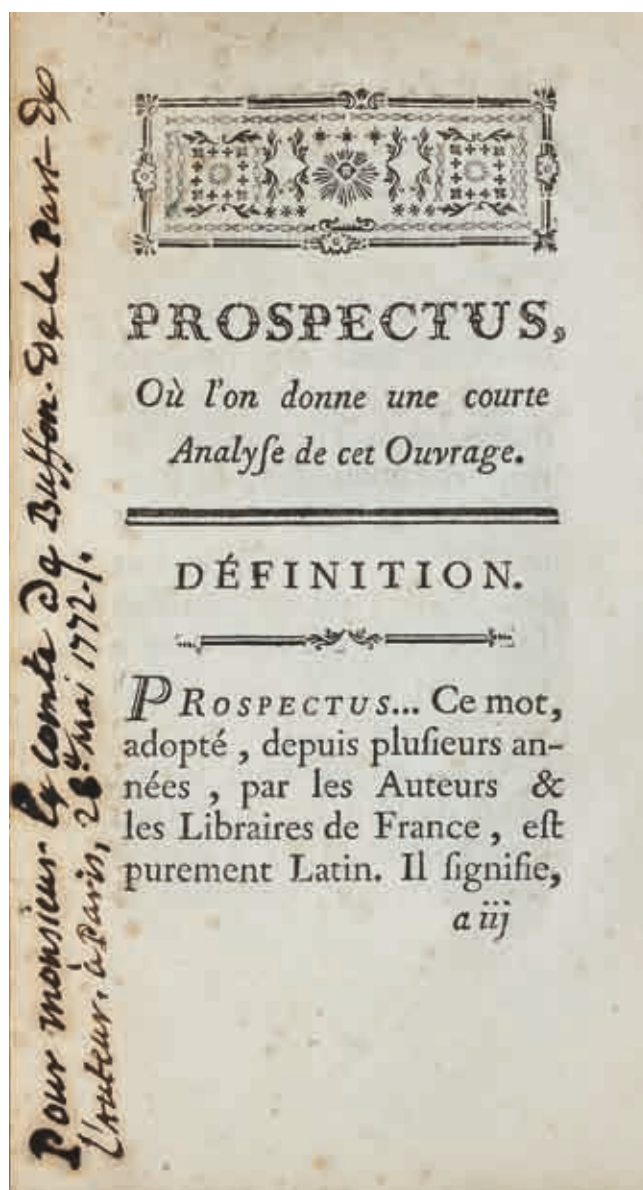 PROSPECTUS,
Où l'on donne une courte
Analyſe de cet Ouvrage.
DÉFINITION.
PROSPECTUS... Ce mot,
adopté , depuis pluſieurs an-
nées , par les Auteurs &
les Libraires de France , eſt
purement Latin. Il ſignifie,
a iij
Pour monsieur le comte de Buffon. de la Part de
l'Auteur. à Paris, 28.e mai 1772.